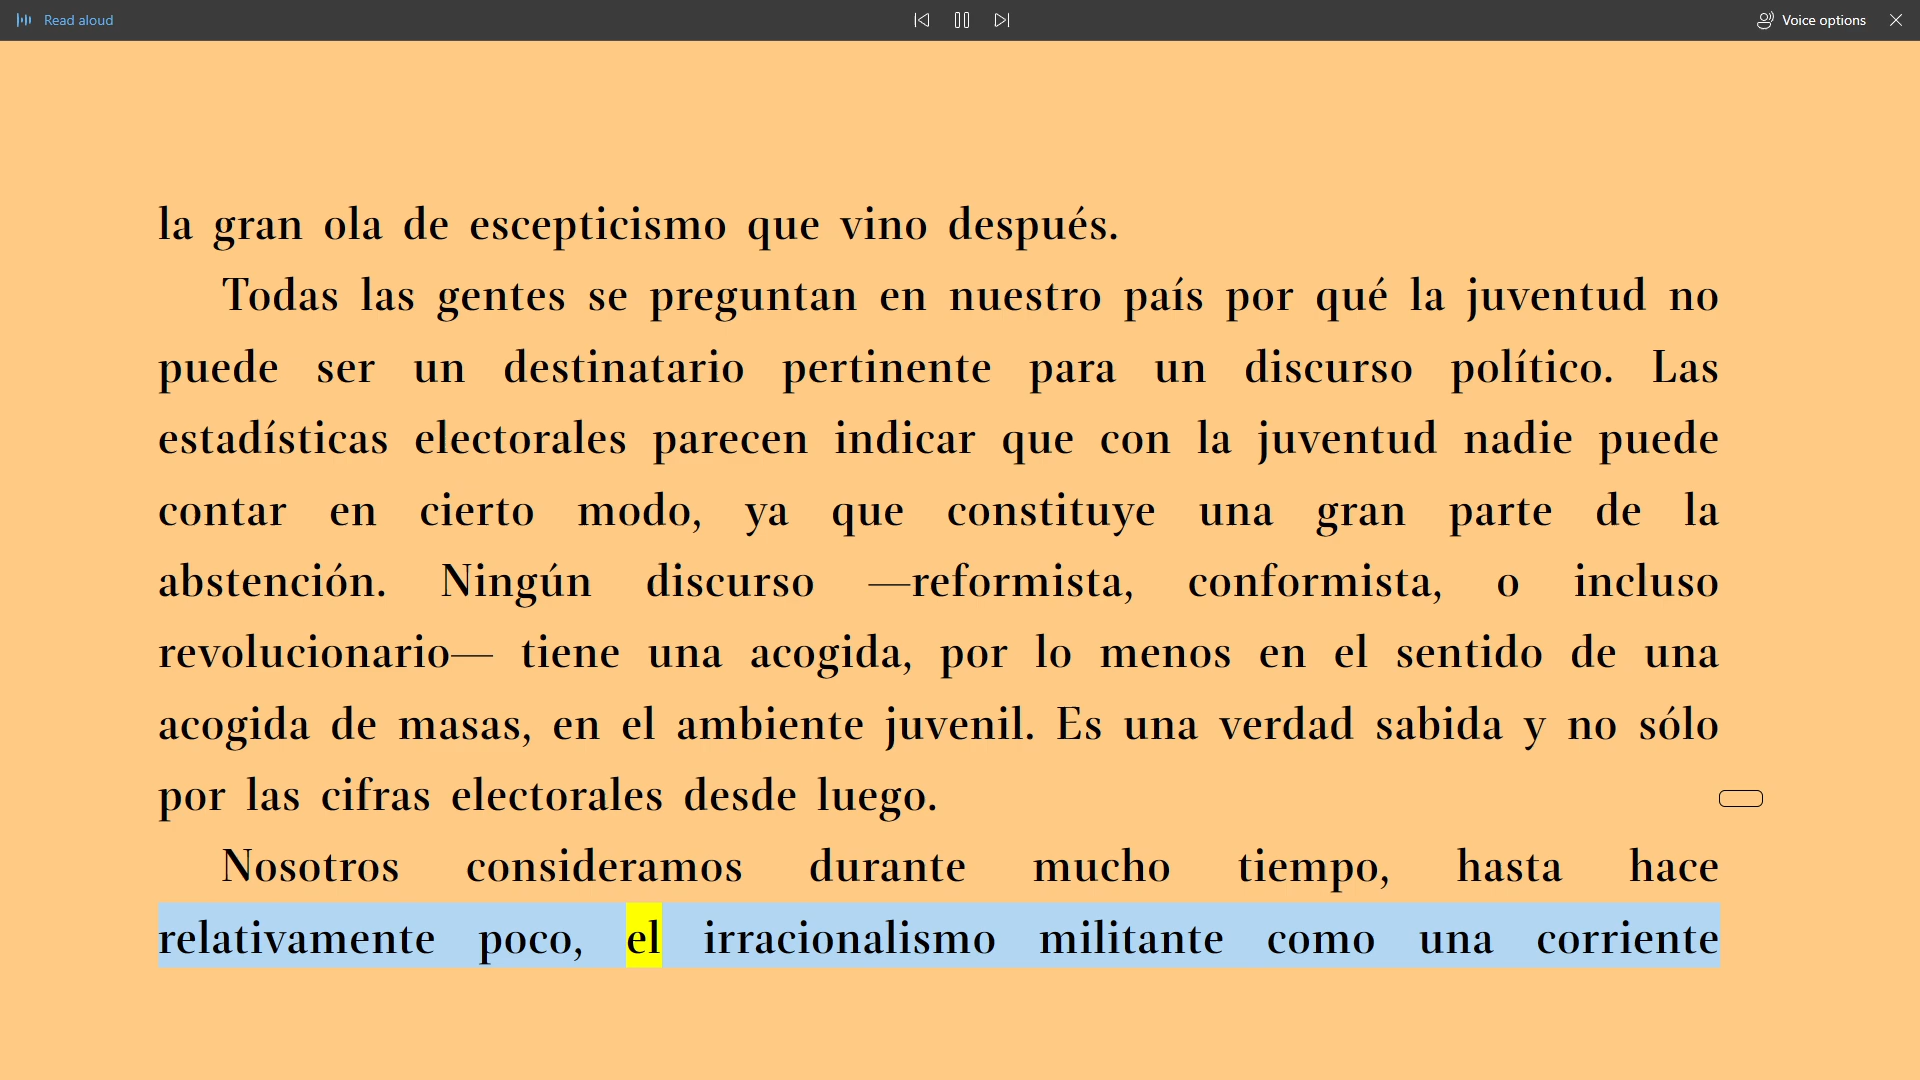 Read aloud
Voice options
la gran ola de escepticismo que vino después.
Todas las gentes se preguntan en nuestro país por qué la juventud no
puede ser un destinatario pertinente para un discurso político. Las
estadísticas electorales parecen indicar que con la juventud nadie puede
contar en cierto modo, ya que constituye una gran parte de la
abstención. Ningún discurso —reformista, conformista, o incluso
revolucionario— tiene una acogida, por lo menos en el sentido de una
acogida de masas, en el ambiente juvenil. Es una verdad sabida y no sólo
por las cifras electorales desde luego.
Nosotros consideramos durante mucho tiempo, hasta hace
relativamente poco, el irracionalismo militante como una corriente